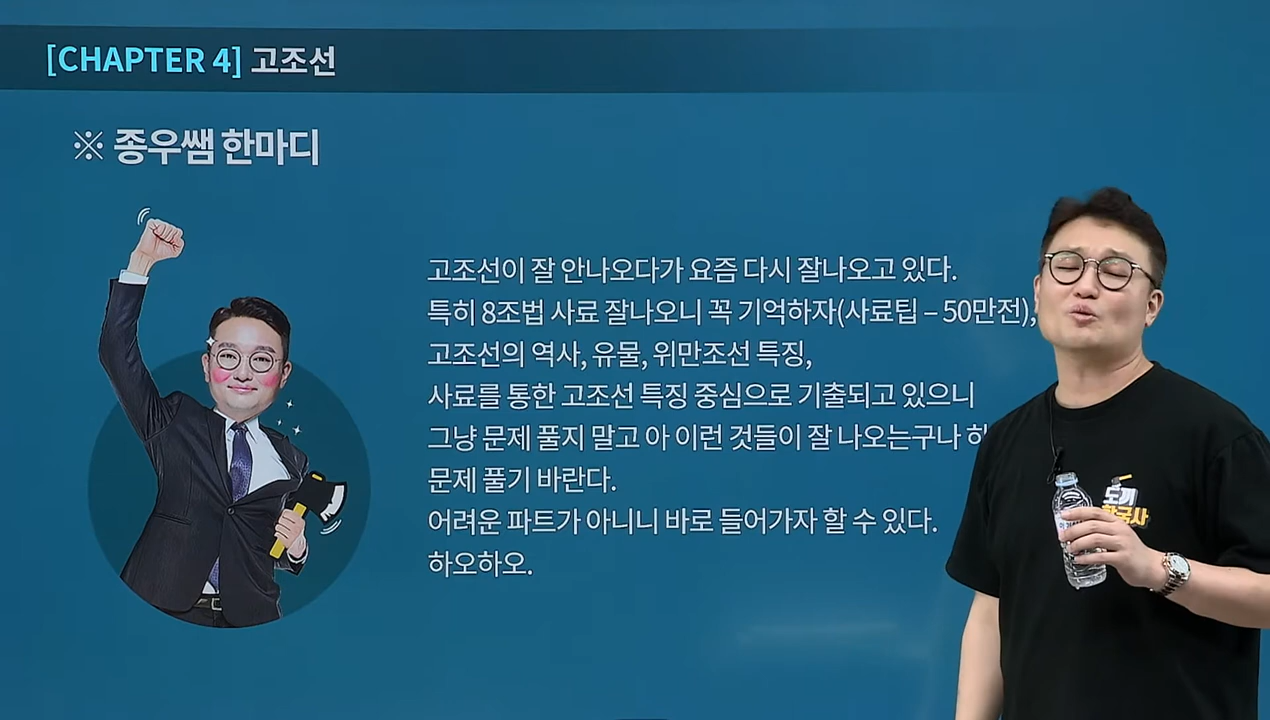 [CHAPTER 4] 고조선
※ 종우쌤 한마디
고조선이 잘 안나오다가 요즘 다시 잘나오고 있다.
특히 8조법 사료 잘나오니 꼭 기억하자(사료팁 – 50만전),
고조선의 역사, 유물, 위만조선 특징,
사료를 통한 고조선 특징 중심으로 기출되고 있으니
그냥 문제 풀지 말고 아 이런 것들이 잘 나오는구나
문제 풀기 바란다.
어려운 파트가 아니니 바로 들어가자 할 수 있다.
하오하오.
도끼
한국사